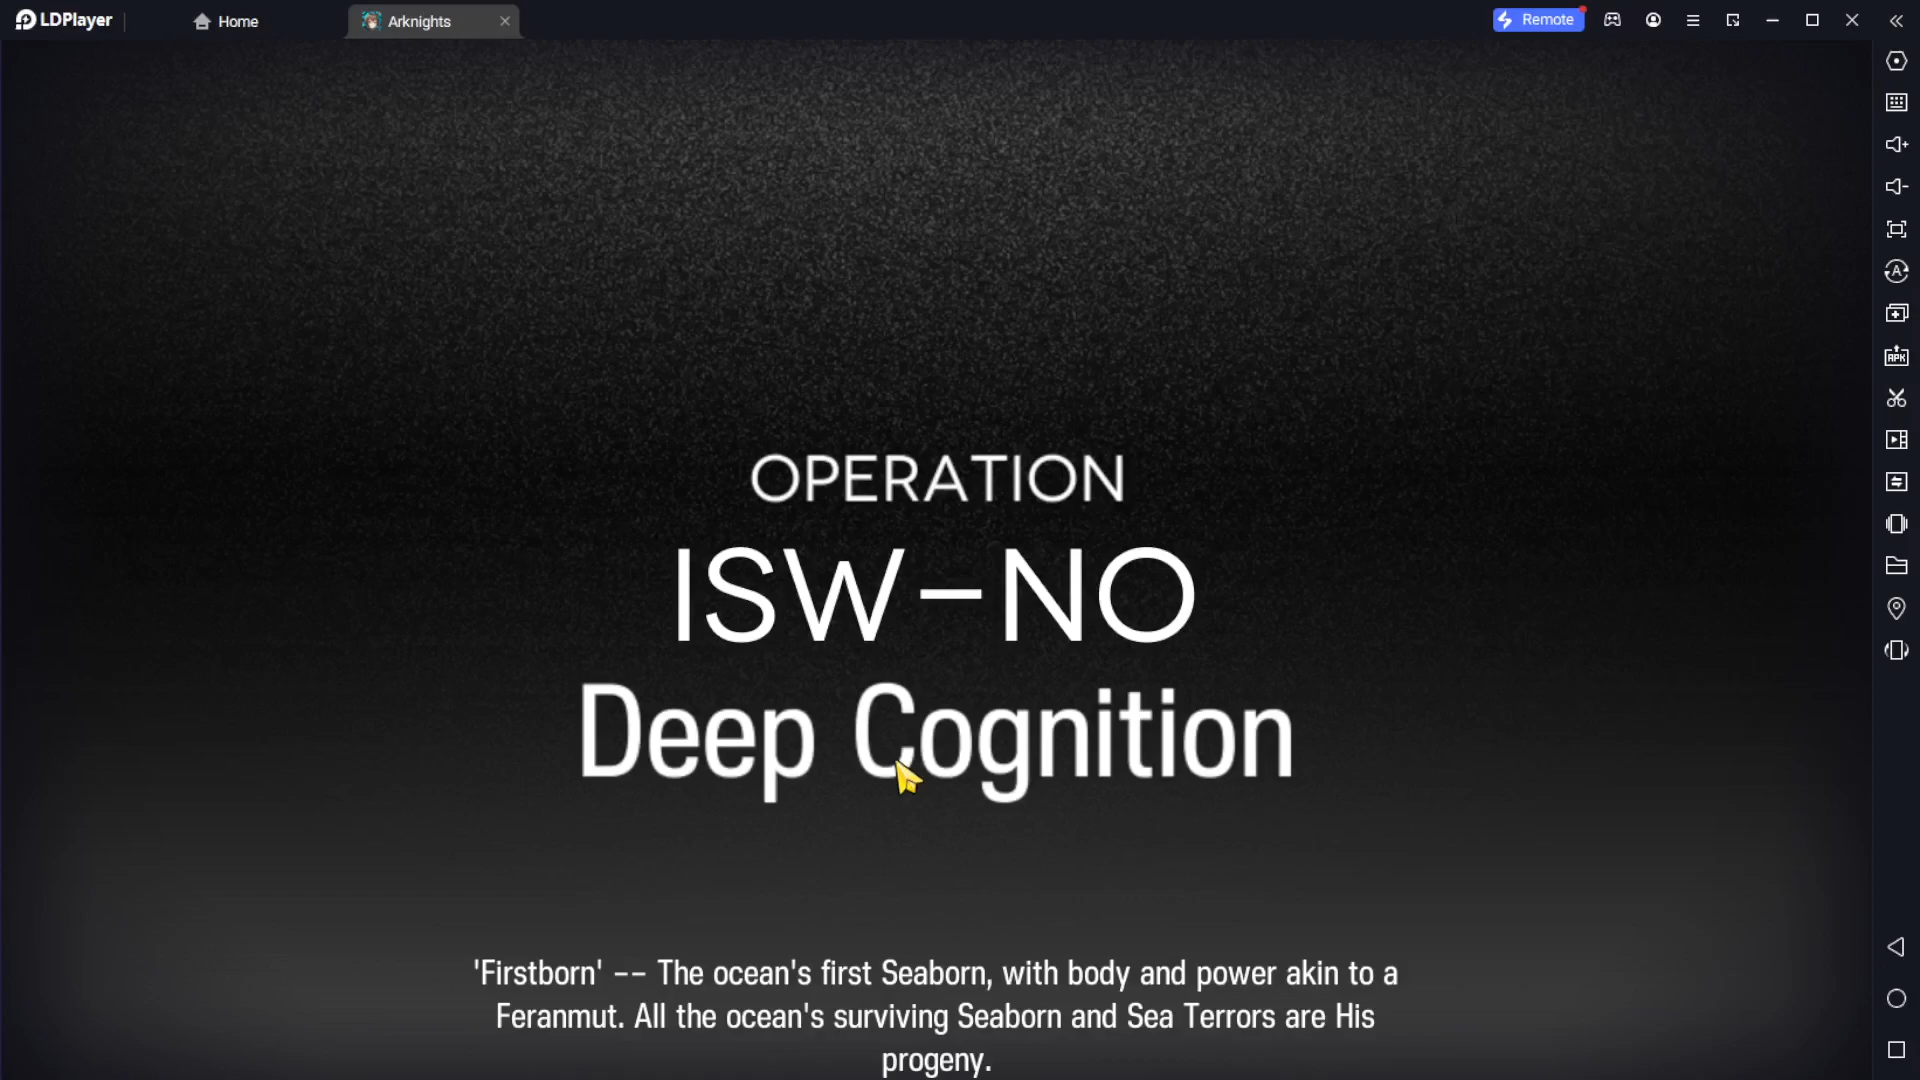 LDPlayer
Home
Arknights
Remote
OPERATION
ISW-NO
Deep Cognition
'Firstborn' -- The ocean's first Seaborn, with body and power akin to a
Feranmut. All the ocean's surviving Seaborn and Sea Terrors are His
progeny.
A
APK